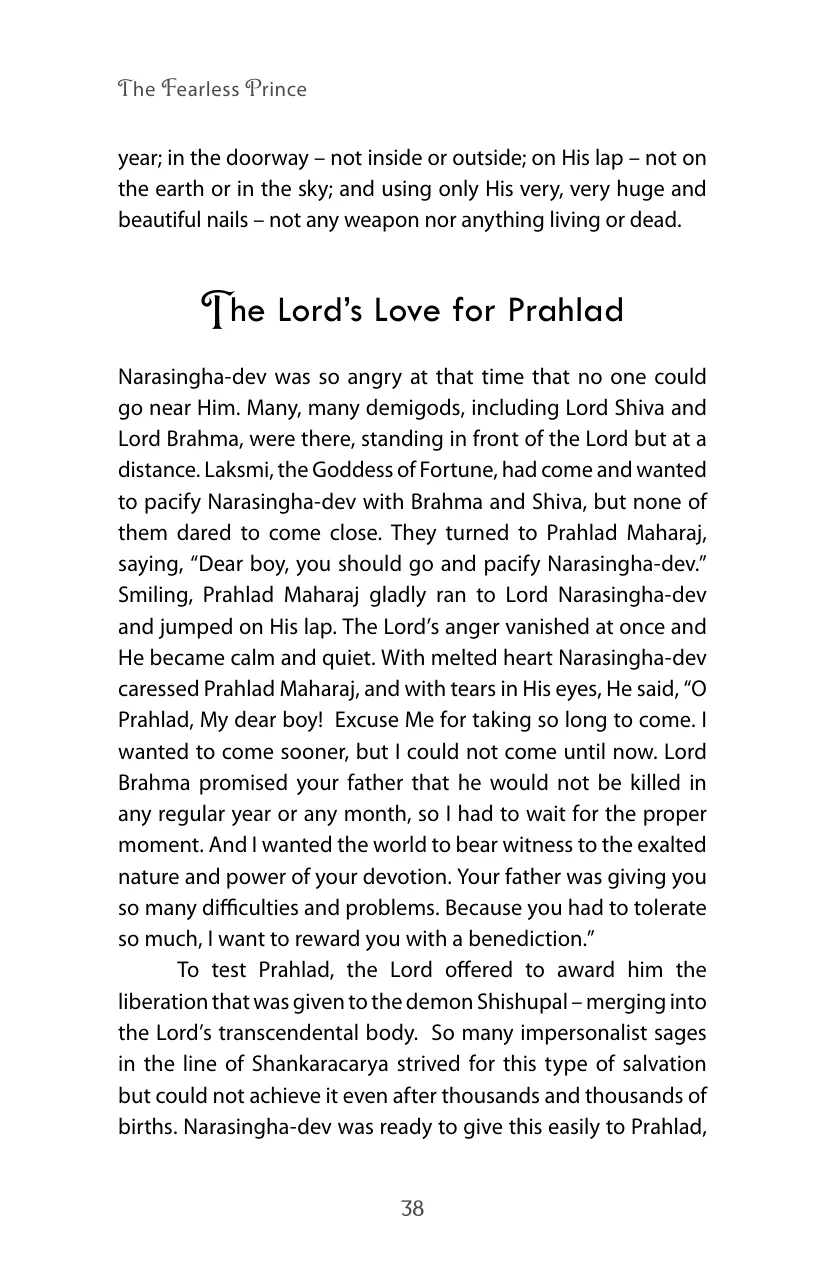 The Fearless Prince
year; in the doorway – not inside or outside; on His lap – not on
the earth or in the sky; and using only His very, very huge and
beautiful nails – not any weapon nor anything living or dead.
The Lord’s Love for Prahlad
Narasingha-dev was so angry at that time that no one could
go near Him. Many, many demigods, including Lord Shiva and
Lord Brahma, were there, standing in front of the Lord but at a
distance. Laksmi, the Goddess of Fortune, had come and wanted
to pacify Narasingha-dev with Brahma and Shiva, but none of
them dared to come close. They turned to Prahlad Maharaj,
saying, “Dear boy, you should go and pacify Narasingha-dev.”
Smiling, Prahlad Maharaj gladly ran to Lord Narasingha-dev
and jumped on His lap. The Lord’s anger vanished at once and
He became calm and quiet. With melted heart Narasingha-dev
caressed Prahlad Maharaj, and with tears in His eyes, He said, “O
Prahlad, My dear boy!  Excuse Me for taking so long to come. I
wanted to come sooner, but I could not come until now. Lord
Brahma promised your father that he would not be killed in
any regular year or any month, so I had to wait for the proper
moment. And I wanted the world to bear witness to the exalted
nature and power of your devotion. Your father was giving you
so many difficulties and problems. Because you had to tolerate
so much, I want to reward you with a benediction.”
To test Prahlad, the Lord offered to award him the
liberation that was given to the demon Shishupal – merging into
the Lord’s transcendental body.  So many impersonalist sages
in the line of Shankaracarya strived for this type of salvation
but could not achieve it even after thousands and thousands of
births. Narasingha-dev was ready to give this easily to Prahlad,
38